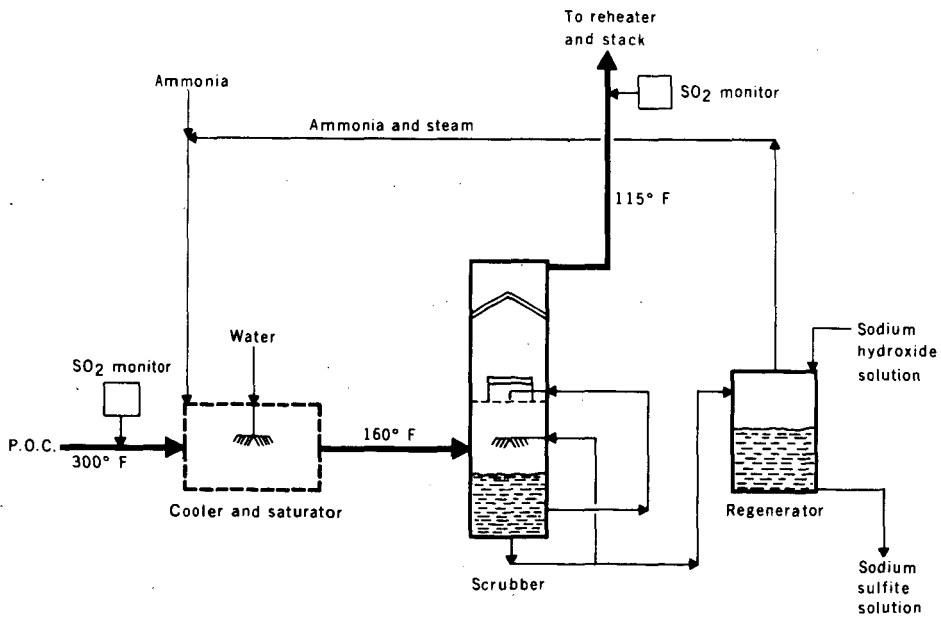 To reheater
and stack
Ammonia
SO2 monitor
Ammonia and steam
115° F
Water
SO2 monitor
Sodium
hydroxide
solution
160° F
P.O.C.
300° F
Cooler and saturator
Regenerator
Scrubber
Sodium
sulfite
solution